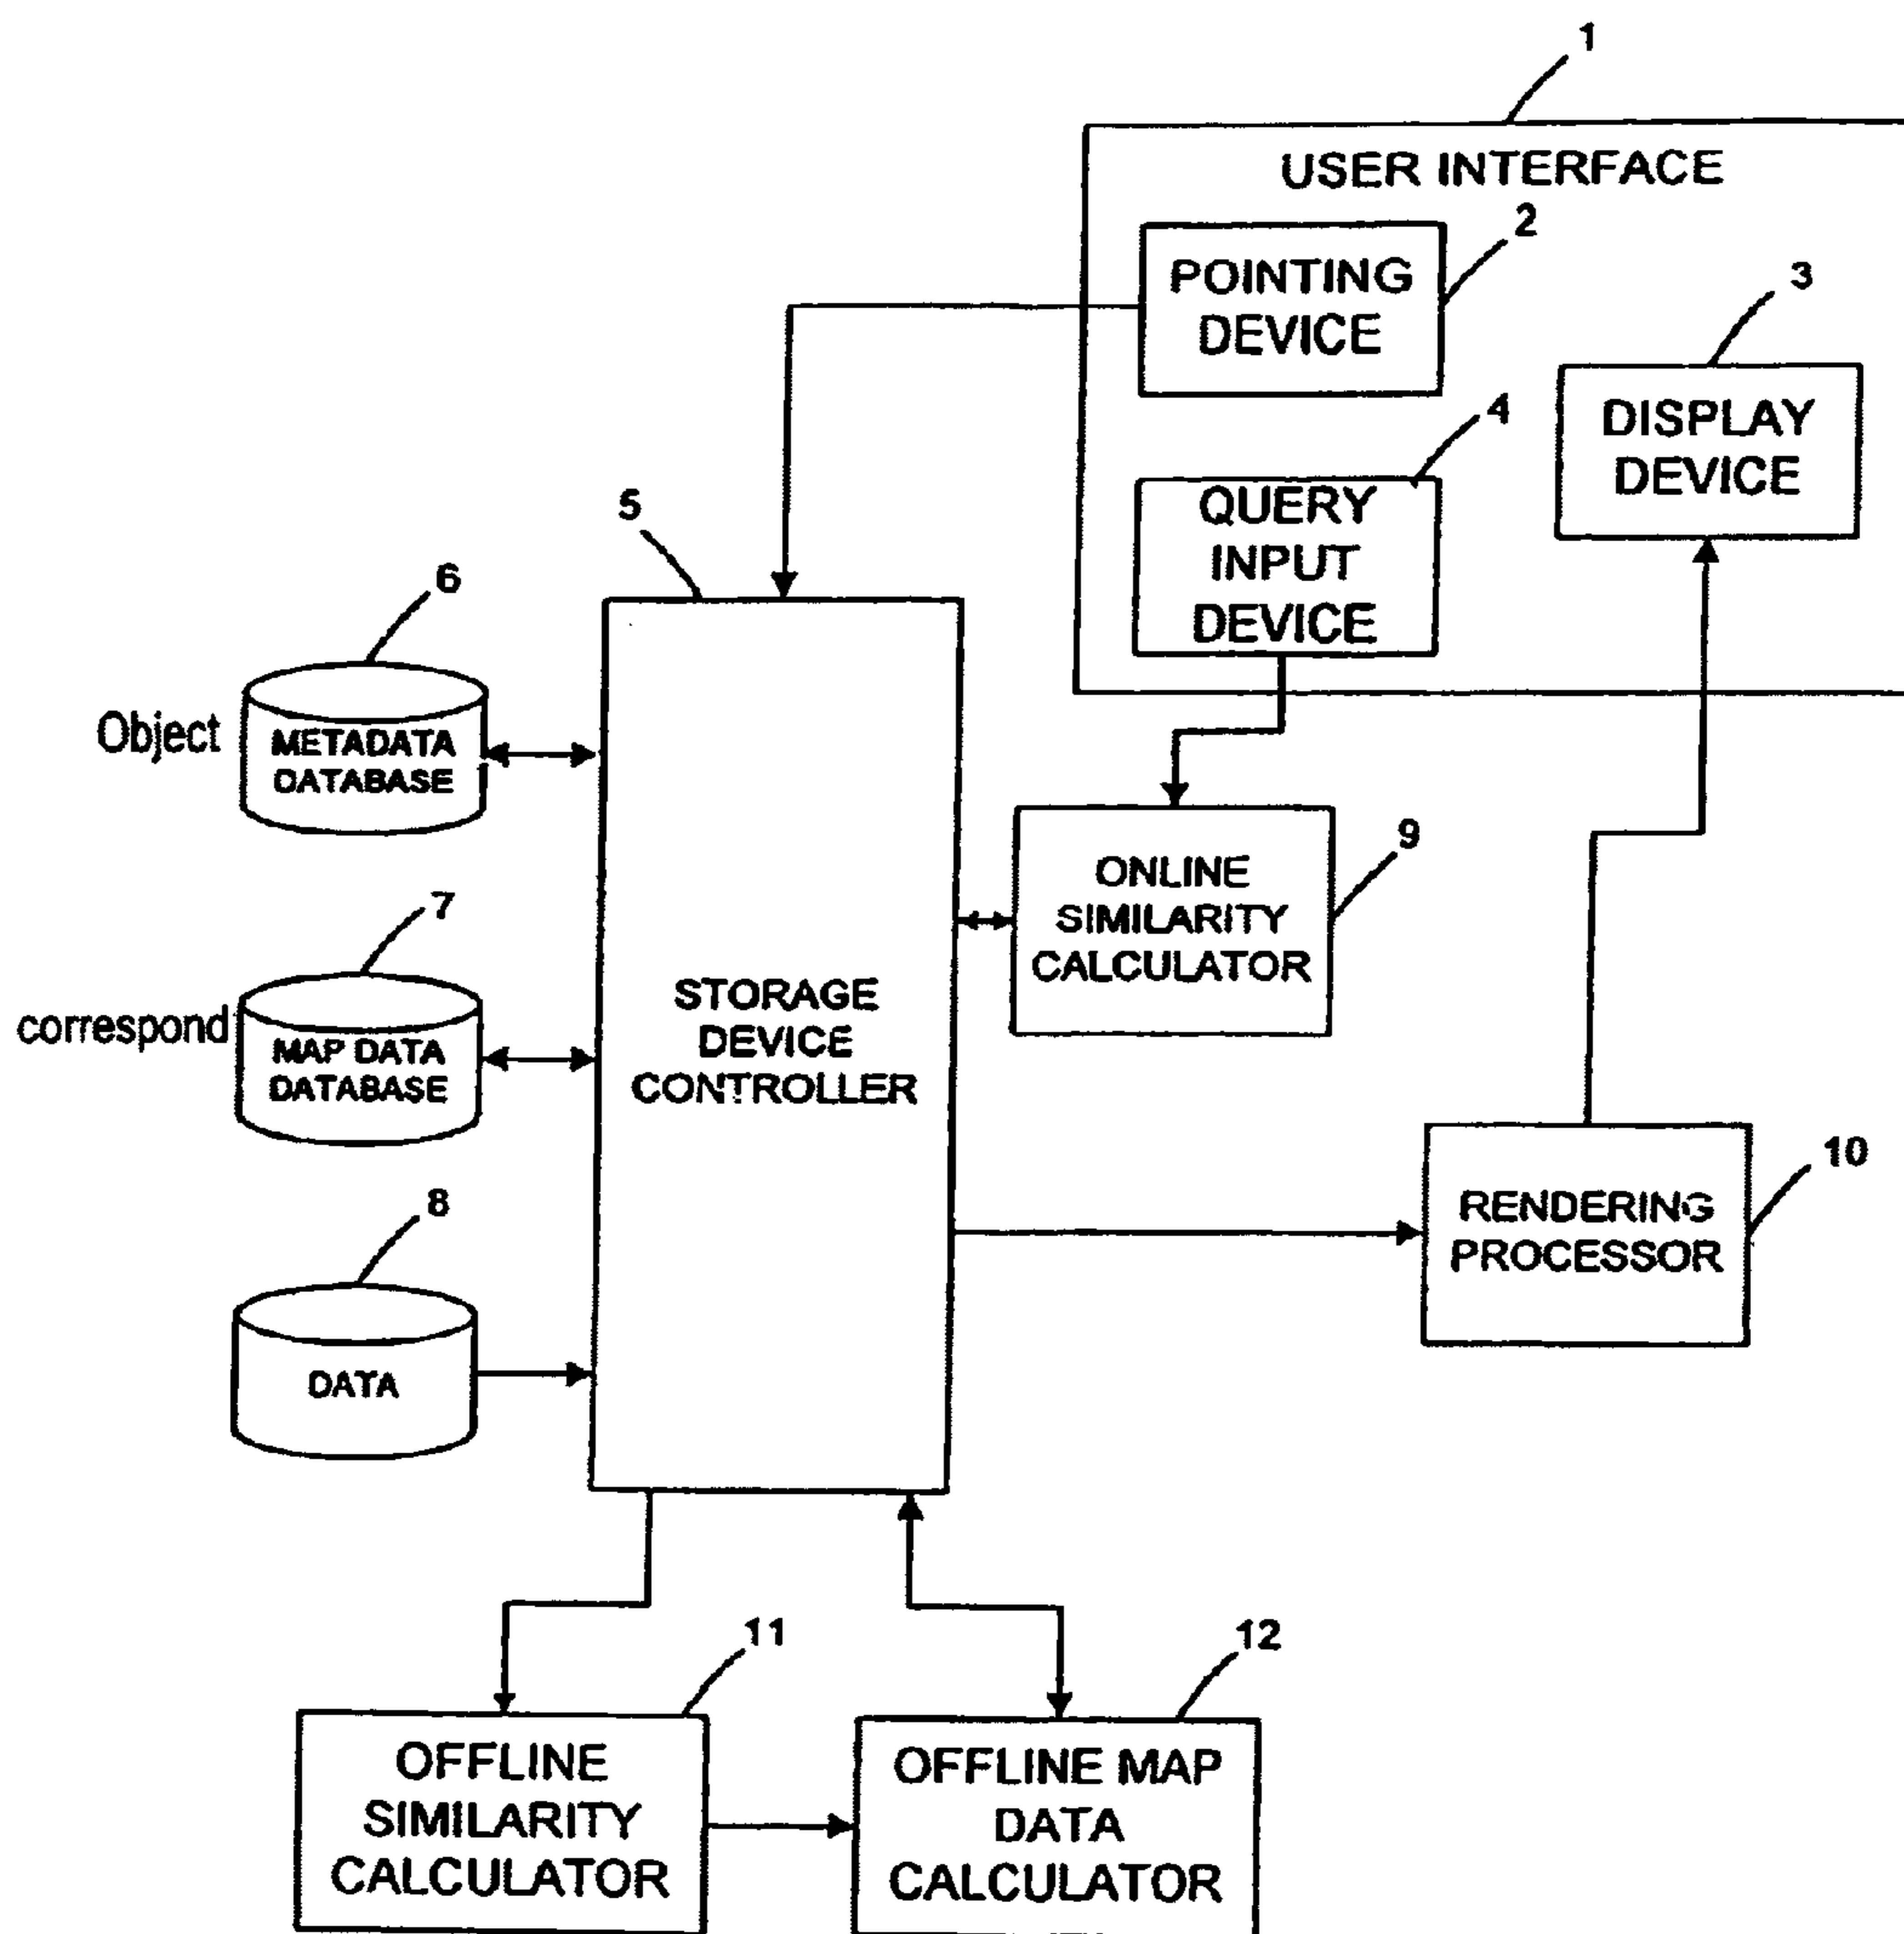 1
USER INTERFACE
2
POINTING
DEVICE
3
DISPLAY
DEVICE
4
QUERY
INPUT
DEVICE
5
6
Object
METADATA
DATABASE
9
ONLINE
SIMILARITY
CALCULATOR
7
correspond
MAP DATA
DATABASE
STORAGE
DEVICE
CONTROLLER
10
RENDERING
PROCESSOR
8
DATA
11
OFFLINE
SIMILARITY
CALCULATOR
12
OFFLINE MAP
DATA
CALCULATOR